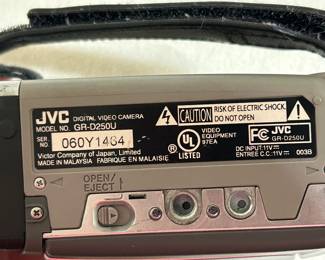 JVC DIGITAL VIDEO CAMERA
MODEL NO. GR-D250U
SER. NO. 060Y1464
Victor Company of Japan, Limited
MADE IN MALAYSIA FABRIQUE EN MALAISIE
CAUTION RISK OF ELECTRIC SHOCK
DO NOT OPEN
UL LISTED
VIDEO
EQUIPMENT
97EA
FC JVC
DC INPUT:11V
ENTREE C.C:11V 003B
OPEN/
EJECT